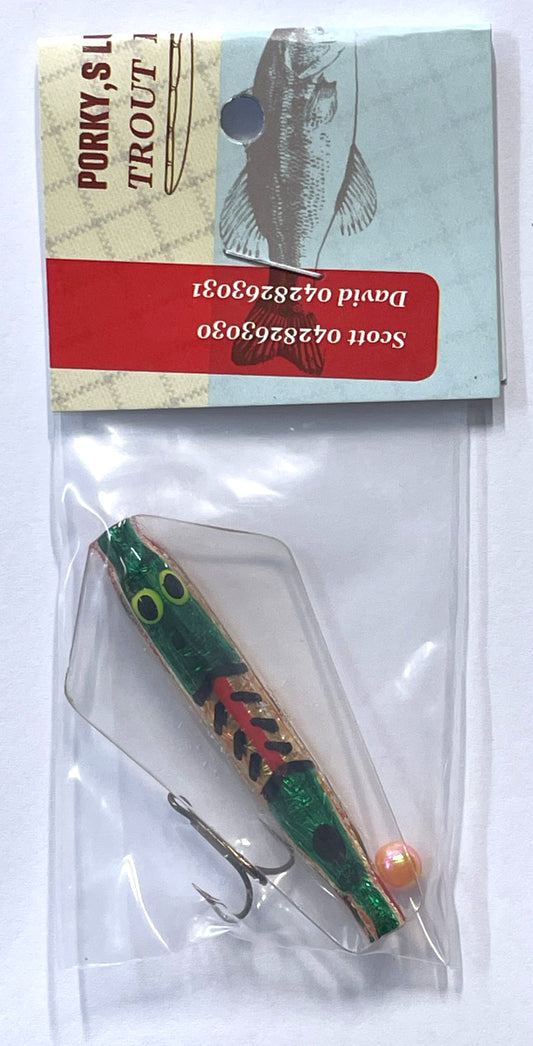 PORKY,S
TROUT
Scott 0428263030
David 0428263031